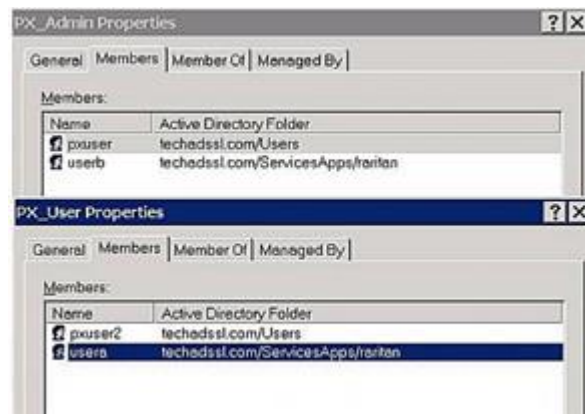 PX_Admin Properties
General Members Member Of Managed By
Members:
Name Active Directory Folder
pxuser techadssl.com/Users
userb techadssl.com/ServicesApps/raritan
PX_User Properties
General Members Member Of Managed By
Members:
Name Active Directory Folder
pxuser2 techadssl.com/Users
usera techadssl.com/ServicesApps/raritan